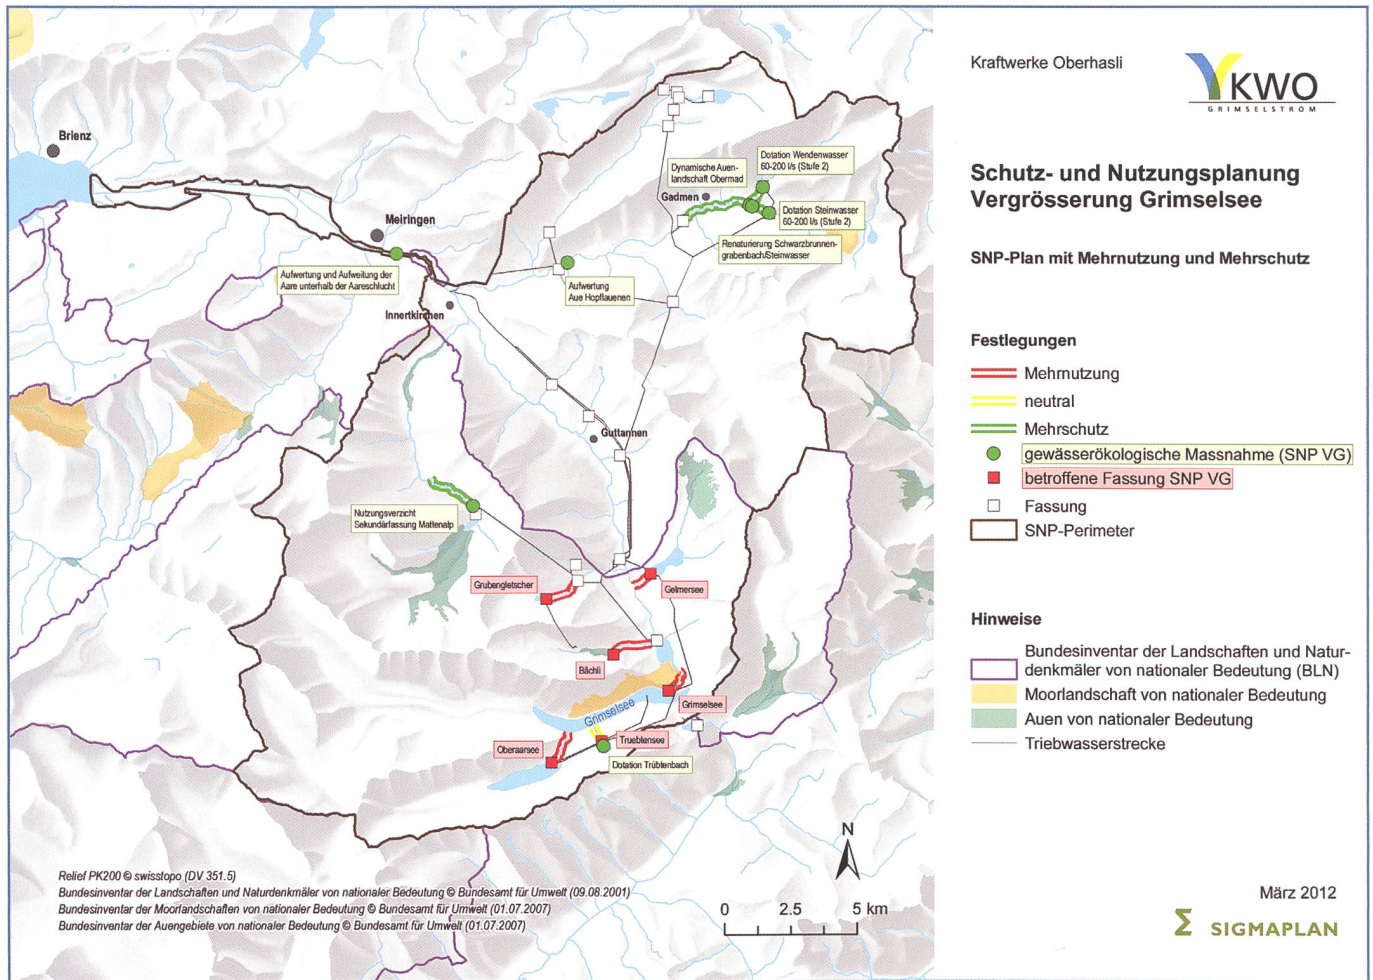 Kraftwerke Oberhasli
KWO
GRIMSELSTROM
Schutz- und Nutzungsplanung
Vergrösserung Grimselsee
SNP-Plan mit Mehrnutzung und Mehrschutz
Festlegungen
Mehrnutzung
neutral
Mehrschutz
gewässerökologische Massnahme (SNP VG)
betroffene Fassung SNP VG
Fassung
SNP-Perimeter
Hinweise
Bundesinventar der Landschaften und Natur-
denkmäler von nationaler Bedeutung (BLN)
Moorlandschaft von nationaler Bedeutung
Auen von nationaler Bedeutung
Triebwasserstrecke
März 2012
Σ SIGMAPLAN
Brienz
Meiringen
Aufwertung und Aufweitung der
Aare unterhalb der Aareschlucht
Innertkirchen
Dynamische Auen-
landschaft Obermad
Gadmen
Dotation Wendenwasser
60-200 l/s (Stufe 2)
Dotation Steinwasser
60-200 l/s (Stufe 2)
Renaturierung Schwarzbrunnen-
grabenbach/Steinwasser
Aufwertung
Aue Hopflauenen
Guttannen
Nutzungsverzicht
Sekundärfassung Mattenalp
Grubengletscher
Gelmersee
Bächli
Grimselsee
Grimselsee
Oberaarsee
Truebtensee
Dotation Trübtenbach
N
0 2.5 5 km
Relief PK200 © swisstopo (DV 351.5)
Bundesinventar der Landschaften und Naturdenkmäler von nationaler Bedeutung © Bundesamt für Umwelt (09.08.2001)
Bundesinventar der Moorlandschaften von nationaler Bedeutung © Bundesamt für Umwelt (01.07.2007)
Bundesinventar der Auengebiete von nationaler Bedeutung © Bundesamt für Umwelt (01.07.2007)